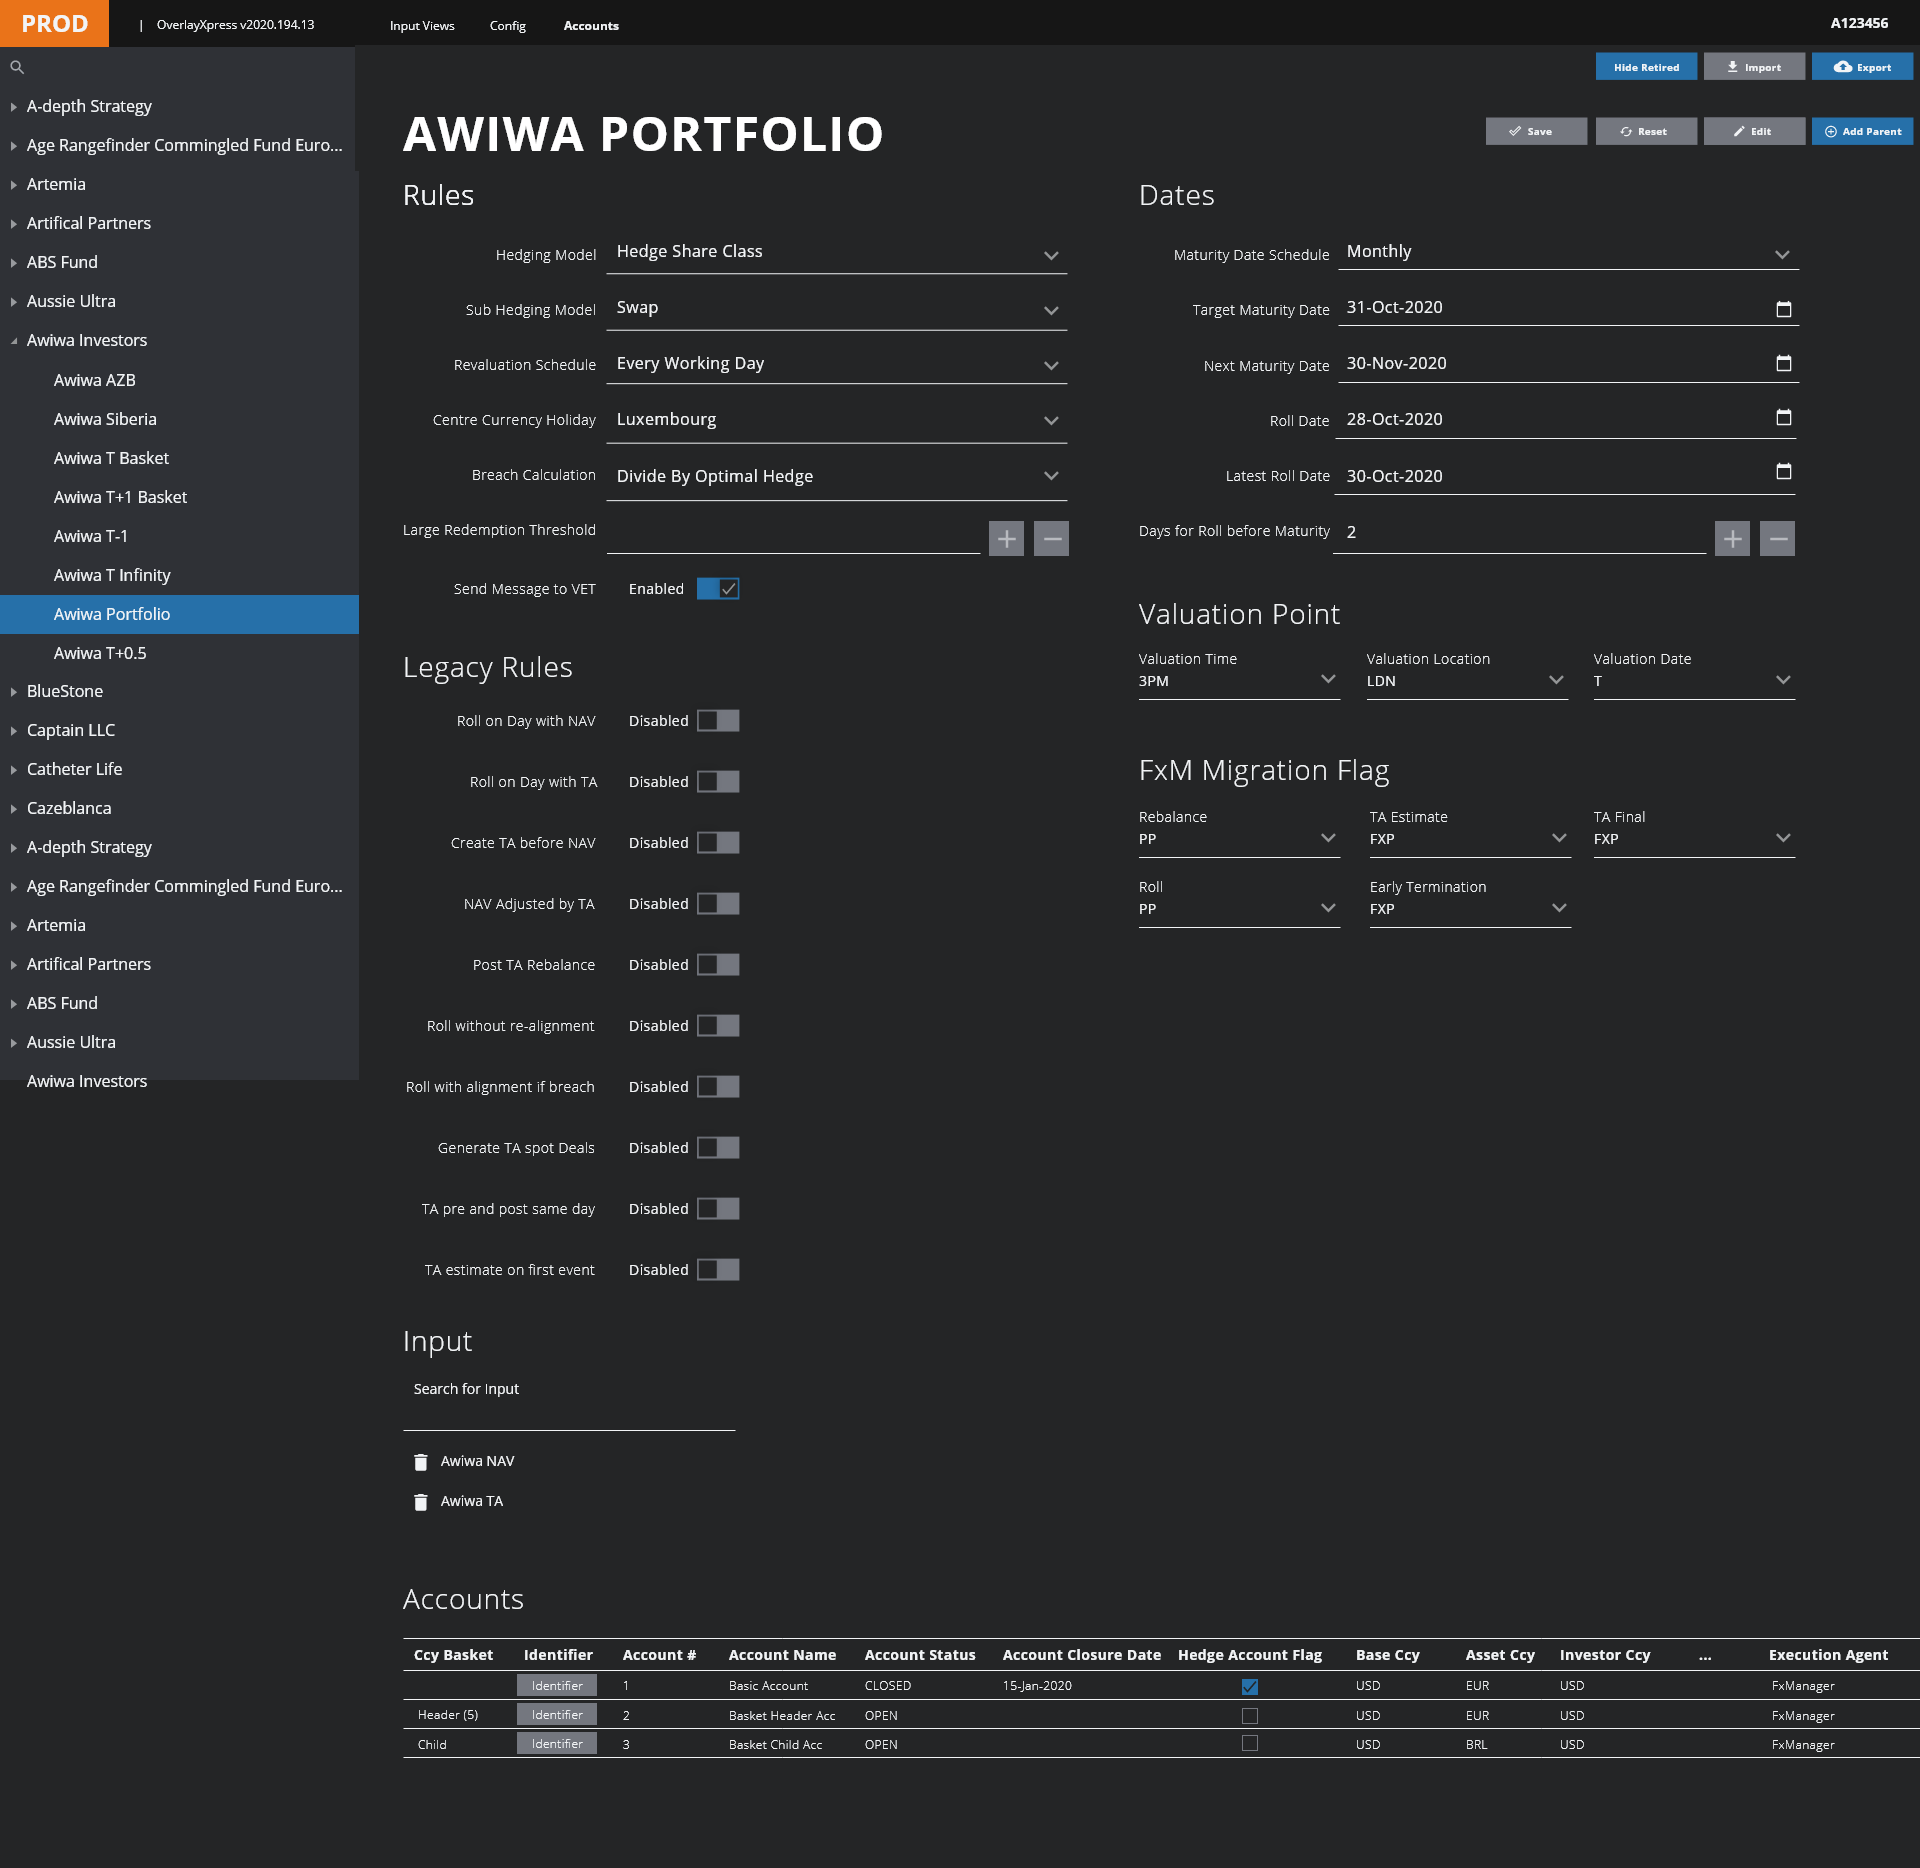 PROD | OverlayXpress v2020.194.13 Input Views Config Accounts A123456
Hide Retired Import Export
A-depth Strategy
Age Rangefinder Commingled Fund Euro...
Artemia
Artifical Partners
ABS Fund
Aussie Ultra
Awiwa Investors
Awiwa AZB
Awiwa Siberia
Awiwa T Basket
Awiwa T+1 Basket
Awiwa T-1
Awiwa T Infinity
Awiwa Portfolio
Awiwa T+0.5
BlueStone
Captain LLC
Catheter Life
Cazeblanca
A-depth Strategy
Age Rangefinder Commingled Fund Euro...
Artemia
Artifical Partners
ABS Fund
Aussie Ultra
Awiwa Investors
AWIWA PORTFOLIO
Save Reset Edit Add Parent
Rules
Hedging Model Hedge Share Class
Sub Hedging Model Swap
Revaluation Schedule Every Working Day
Centre Currency Holiday Luxembourg
Breach Calculation Divide By Optimal Hedge
Large Redemption Threshold
Send Message to VET Enabled
Legacy Rules
Roll on Day with NAV Disabled
Roll on Day with TA Disabled
Create TA before NAV Disabled
NAV Adjusted by TA Disabled
Post TA Rebalance Disabled
Roll without re-alignment Disabled
Roll with alignment if breach Disabled
Generate TA spot Deals Disabled
TA pre and post same day Disabled
TA estimate on first event Disabled
Dates
Maturity Date Schedule Monthly
Target Maturity Date 31-Oct-2020
Next Maturity Date 30-Nov-2020
Roll Date 28-Oct-2020
Latest Roll Date 30-Oct-2020
Days for Roll before Maturity 2
Valuation Point
Valuation Time Valuation Location Valuation Date
3PM LDN T
FxM Migration Flag
Rebalance TA Estimate TA Final
PP FXP FXP
Roll Early Termination
PP FXP
Input
Search for Input
Awiwa NAV
Awiwa TA
Accounts
Ccy Basket Identifier Account # Account Name Account Status Account Closure Date Hedge Account Flag Base Ccy Asset Ccy Investor Ccy ... Execution Agent
Identifier 1 Basic Account CLOSED 15-Jan-2020 USD EUR USD FxManager
Header (5) Identifier 2 Basket Header Acc OPEN USD EUR USD FxManager
Child Identifier 3 Basket Child Acc OPEN USD BRL USD FxManager